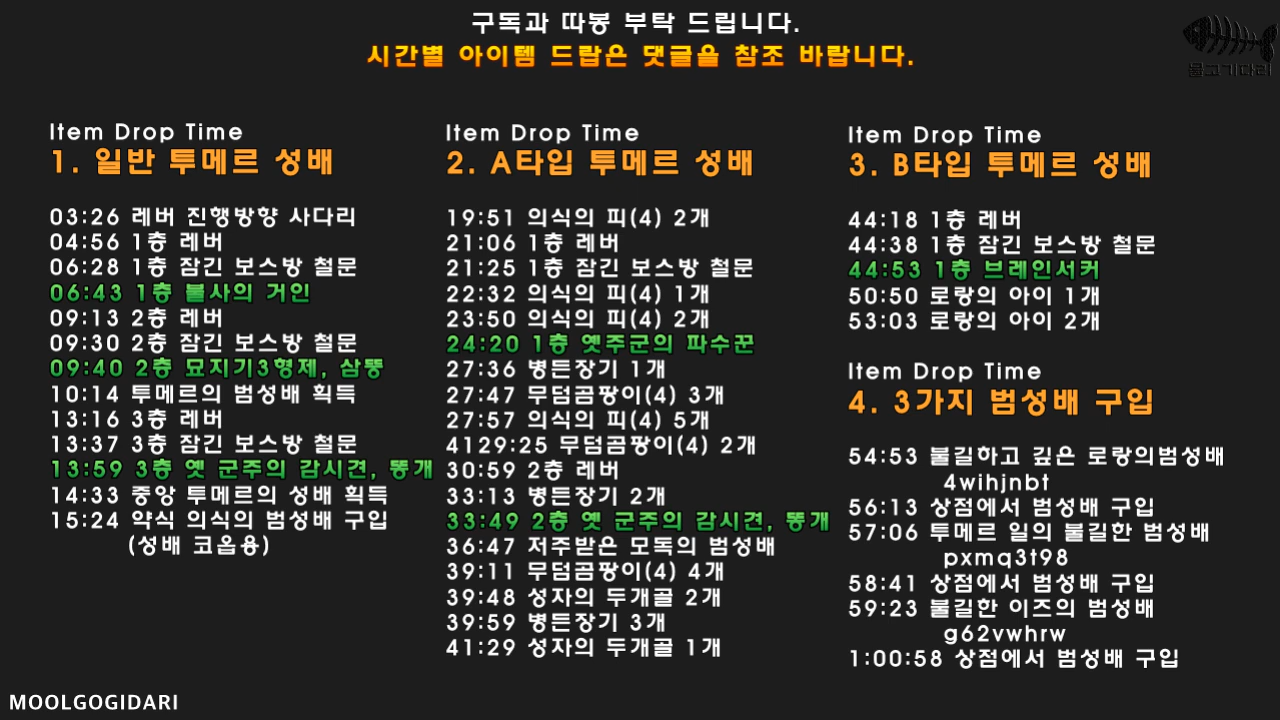 구독과 따봉 부탁 드립니다.
시간별 아이템 드랍은 댓글을 참조 바랍니다.
물고기다리
Item Drop Time
1. 일반 투메르 성배
03:26 레버 진행방향 사다리
04:56 1층 레버
06:28 1층 잠긴 보스방 철문
06:43 1층 불사의 거인
09:13 2층 레버
09:30 2층 잠긴 보스방 철문
09:40 2층 묘지기3형제, 삼똥
10:14 투메르의 범성배 획득
13:16 3층 레버
13:37 3층 잠긴 보스방 철문
13:59 3층 옛 군주의 감시견, 똥개
14:33 중앙 투메르의 성배 획득
15:24 약식 의식의 범성배 구입
(성배 코옵용)
Item Drop Time
2. A타입 투메르 성배
19:51 의식의 피(4) 2개
21:06 1층 레버
21:25 1층 잠긴 보스방 철문
22:32 의식의 피(4) 1개
23:50 의식의 피(4) 2개
24:20 1층 옛주군의 파수꾼
27:36 병든장기 1개
27:47 무덤곰팡이(4) 3개
27:57 의식의 피(4) 5개
4129:25 무덤곰팡이(4) 2개
30:59 2층 레버
33:13 병든장기 2개
33:49 2층 옛 군주의 감시견, 똥개
36:47 저주받은 모독의 범성배
39:11 무덤곰팡이(4) 4개
39:48 성자의 두개골 2개
39:59 병든장기 3개
41:29 성자의 두개골 1개
Item Drop Time
3. B타입 투메르 성배
44:18 1층 레버
44:38 1층 잠긴 보스방 철문
44:53 1층 브레인서커
50:50 로랑의 아이 1개
53:03 로랑의 아이 2개
Item Drop Time
4. 3가지 범성배 구입
54:53 불길하고 깊은 로랑의범성배
4wihjnbt
56:13 상점에서 범성배 구입
57:06 투메르 일의 불길한 범성배
pxmq3t98
58:41 상점에서 범성배 구입
59:23 불길한 이즈의 범성배
g62vwhrw
1:00:58 상점에서 범성배 구입
MOOLGOGIDARI